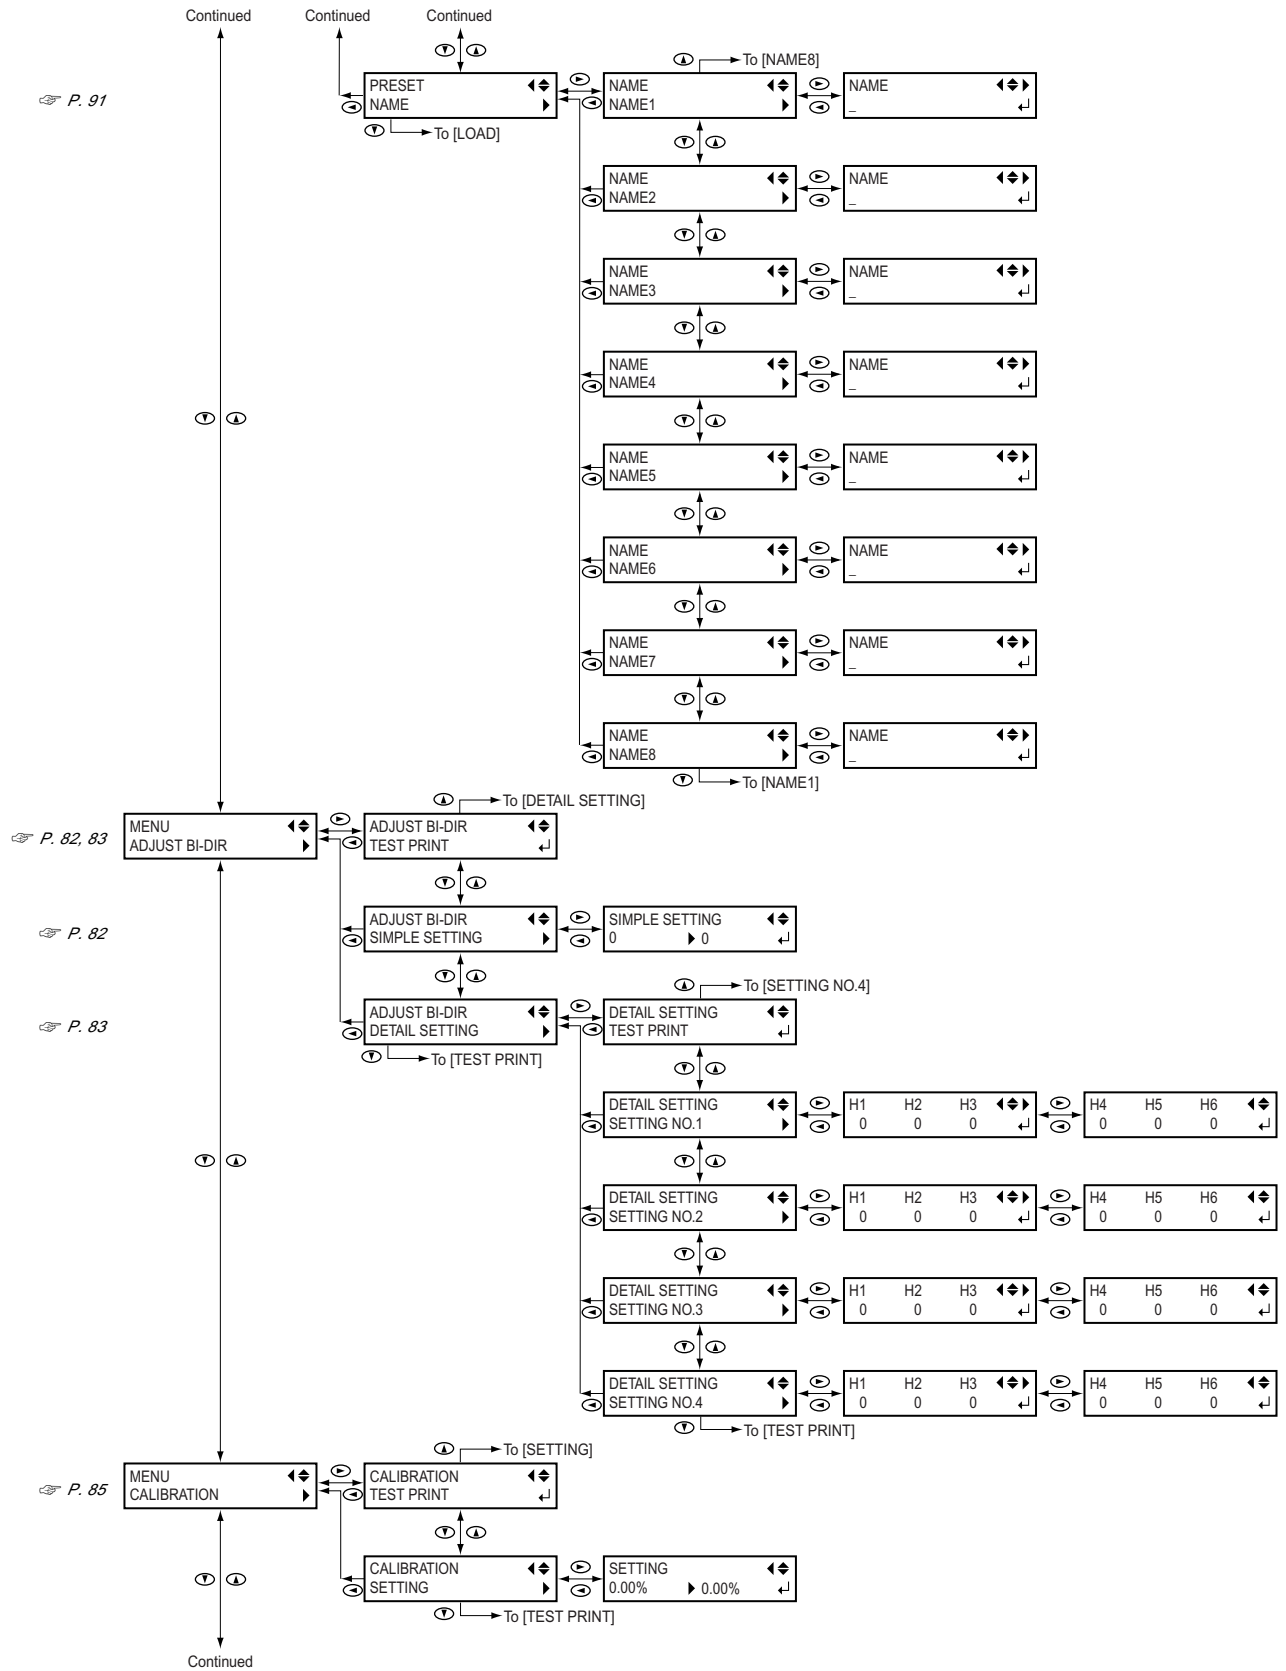 Continued Continued Continued
To [NAME8]
☞ P. 91
PRESET
NAME
NAME
NAME1
NAME
_
To [LOAD]
NAME
NAME2
NAME
_
NAME
NAME3
NAME
_
NAME
NAME4
NAME
_
NAME
NAME5
NAME
_
NAME
NAME6
NAME
_
NAME
NAME7
NAME
_
NAME
NAME8
NAME
_
To [NAME1]
To [DETAIL SETTING]
☞ P. 82, 83
MENU
ADJUST BI-DIR
ADJUST BI-DIR
TEST PRINT
☞ P. 82
ADJUST BI-DIR
SIMPLE SETTING
SIMPLE SETTING
0 0
To [SETTING NO.4]
☞ P. 83
ADJUST BI-DIR
DETAIL SETTING
DETAIL SETTING
TEST PRINT
To [TEST PRINT]
DETAIL SETTING
SETTING NO.1
H1 H2 H3
0 0 0
H4 H5 H6
0 0 0
DETAIL SETTING
SETTING NO.2
H1 H2 H3
0 0 0
H4 H5 H6
0 0 0
DETAIL SETTING
SETTING NO.3
H1 H2 H3
0 0 0
H4 H5 H6
0 0 0
DETAIL SETTING
SETTING NO.4
H1 H2 H3
0 0 0
H4 H5 H6
0 0 0
To [TEST PRINT]
To [SETTING]
☞ P. 85
MENU
CALIBRATION
CALIBRATION
TEST PRINT
CALIBRATION
SETTING
SETTING
0.00% 0.00%
To [TEST PRINT]
Continued